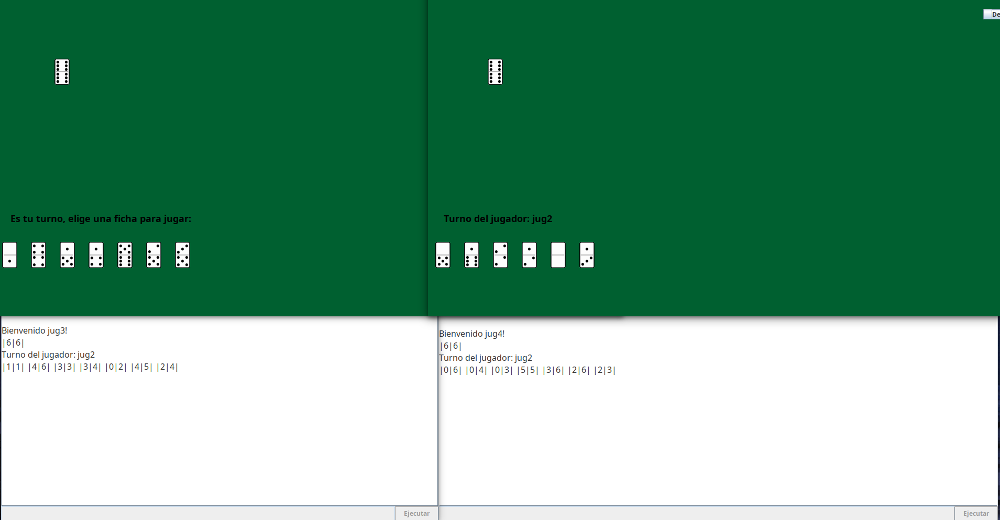 De
Es tu turno, elige una ficha para jugar:
Turno del jugador: jug2
Bienvenido jug3!
|6|6|
Turno del jugador: jug2
|1|1| |4|6| |3|3| |3|4| |0|2| |4|5| |2|4|
Ejecutar
Bienvenido jug4!
|6|6|
Turno del jugador: jug2
|0|6| |0|4| |0|3| |5|5| |3|6| |2|6| |2|3|
Ejecutar